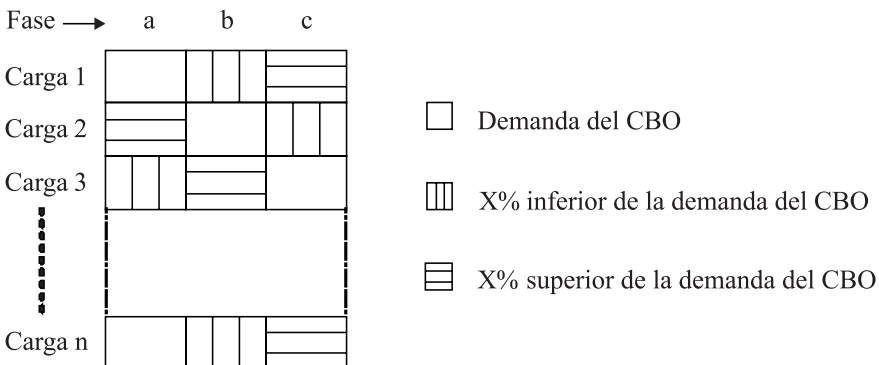 Fase a b c
Carga 1
Carga 2
Carga 3
Carga n
Demanda del CBO
X% inferior de la demanda del CBO
X% superior de la demanda del CBO